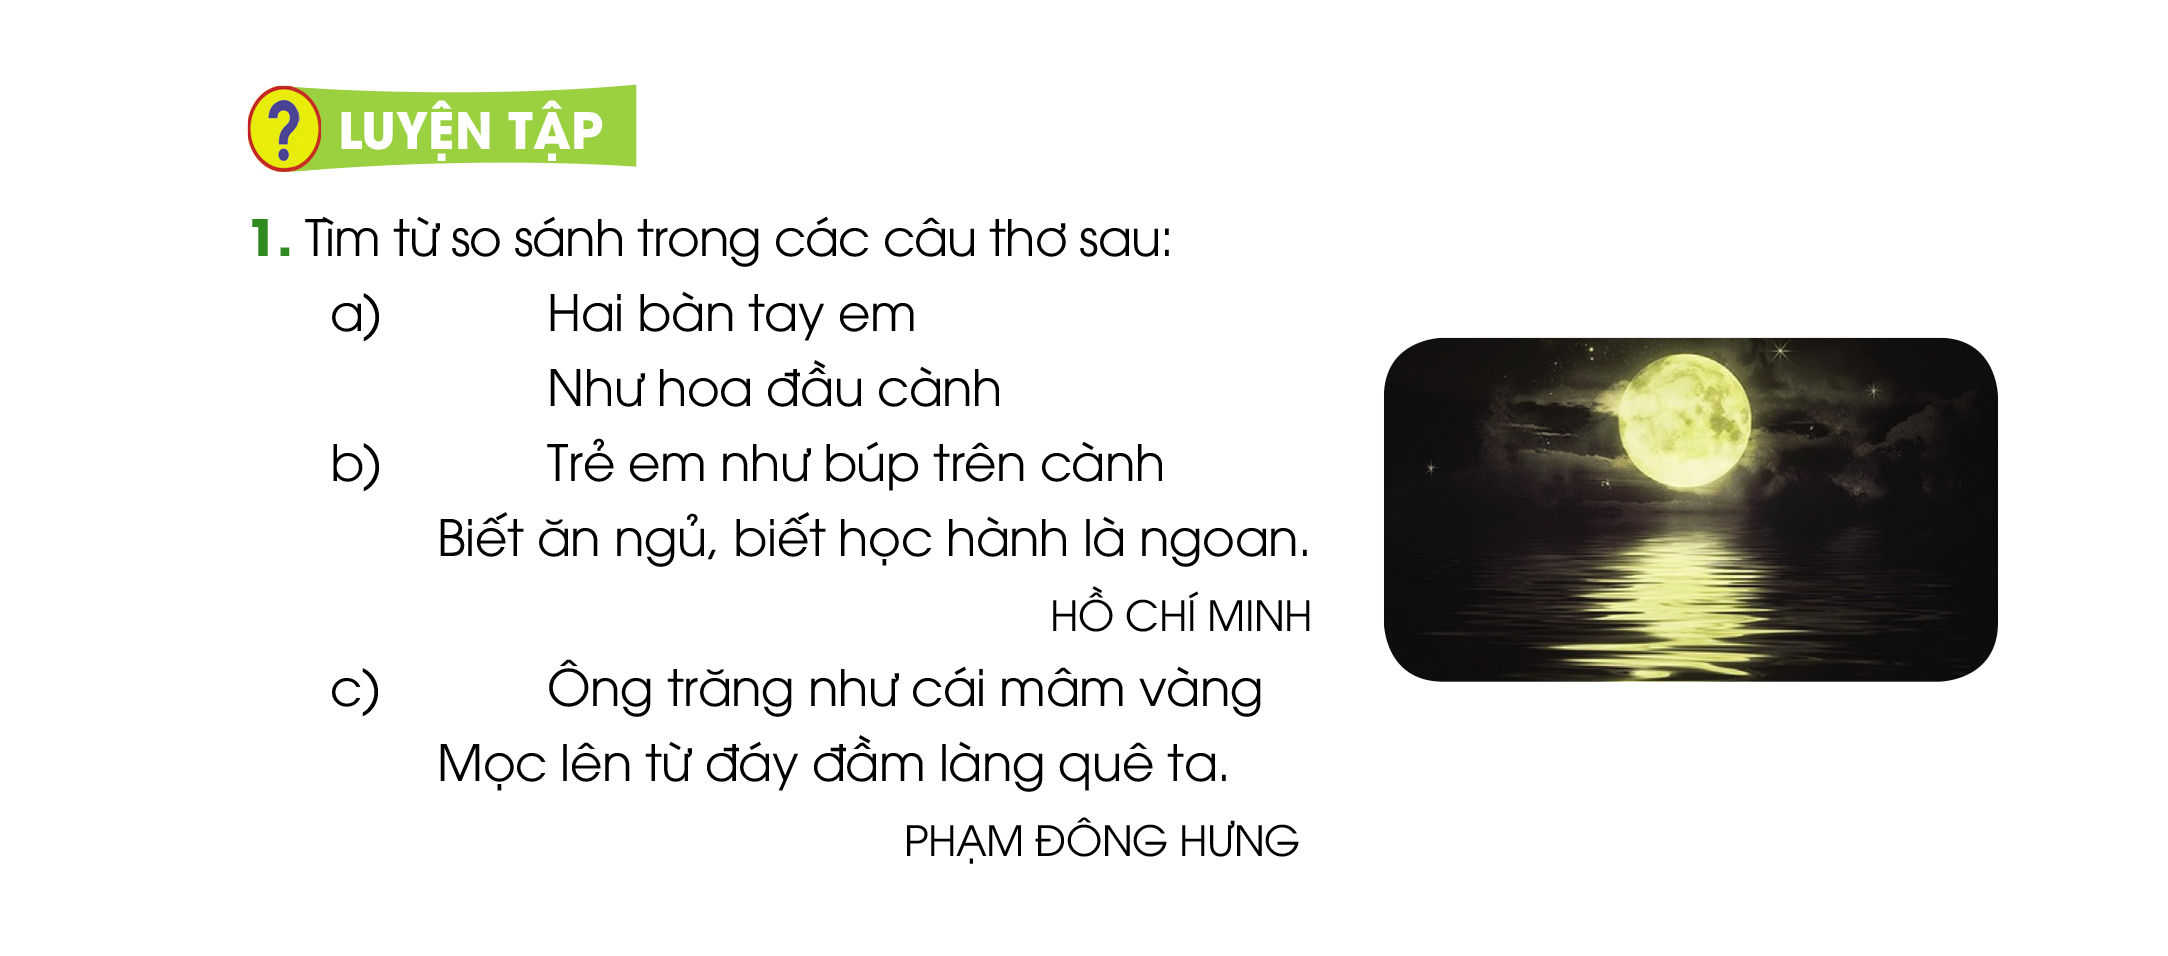 ? LUYỆN TẬP
1. Tìm từ so sánh trong các câu thơ sau:
a) Hai bàn tay em
Như hoa đầu cành
b) Trẻ em như búp trên cành
Biết ăn ngủ, biết học hành là ngoan.
HỒ CHÍ MINH
c) Ông trăng như cái mâm vàng
Mọc lên từ đáy đầm làng quê ta.
PHẠM ĐÔNG HƯNG